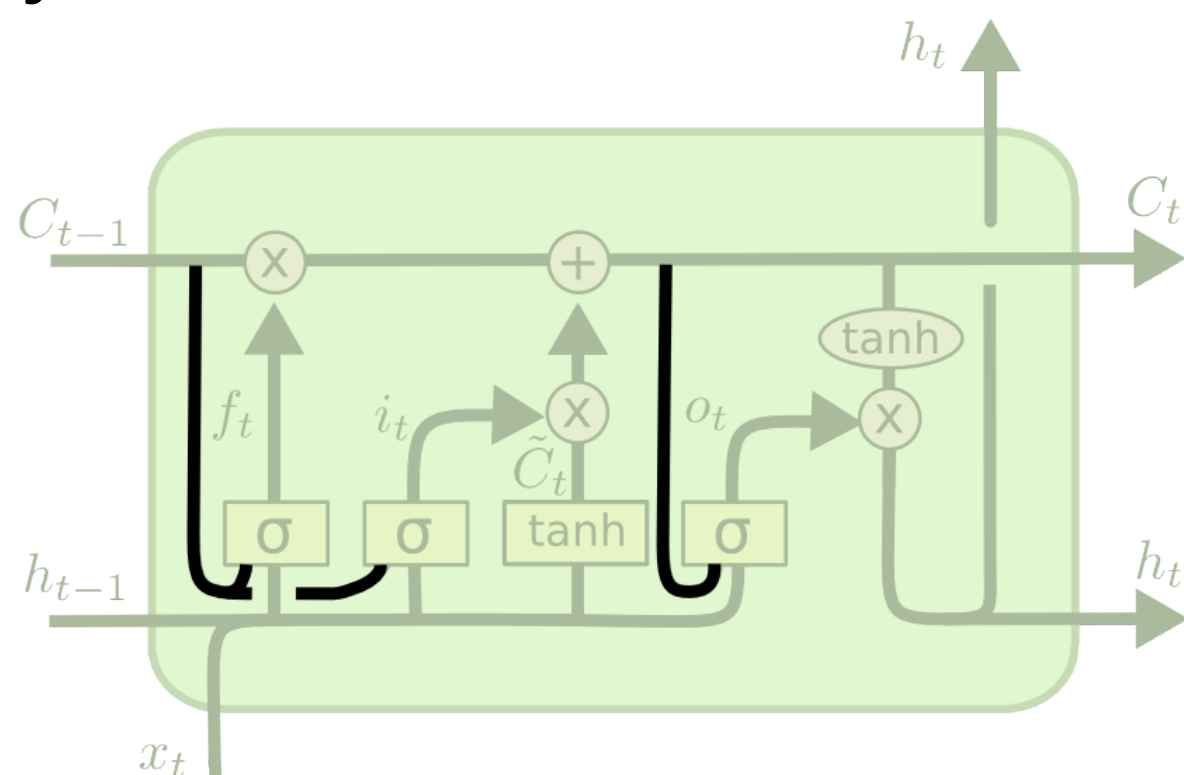 h_t
C_{t-1}
C_t
x
+
tanh
f_t
i_t
x
o_t
x
C̃_t
σ
σ
tanh
σ
h_{t-1}
h_t
x_t